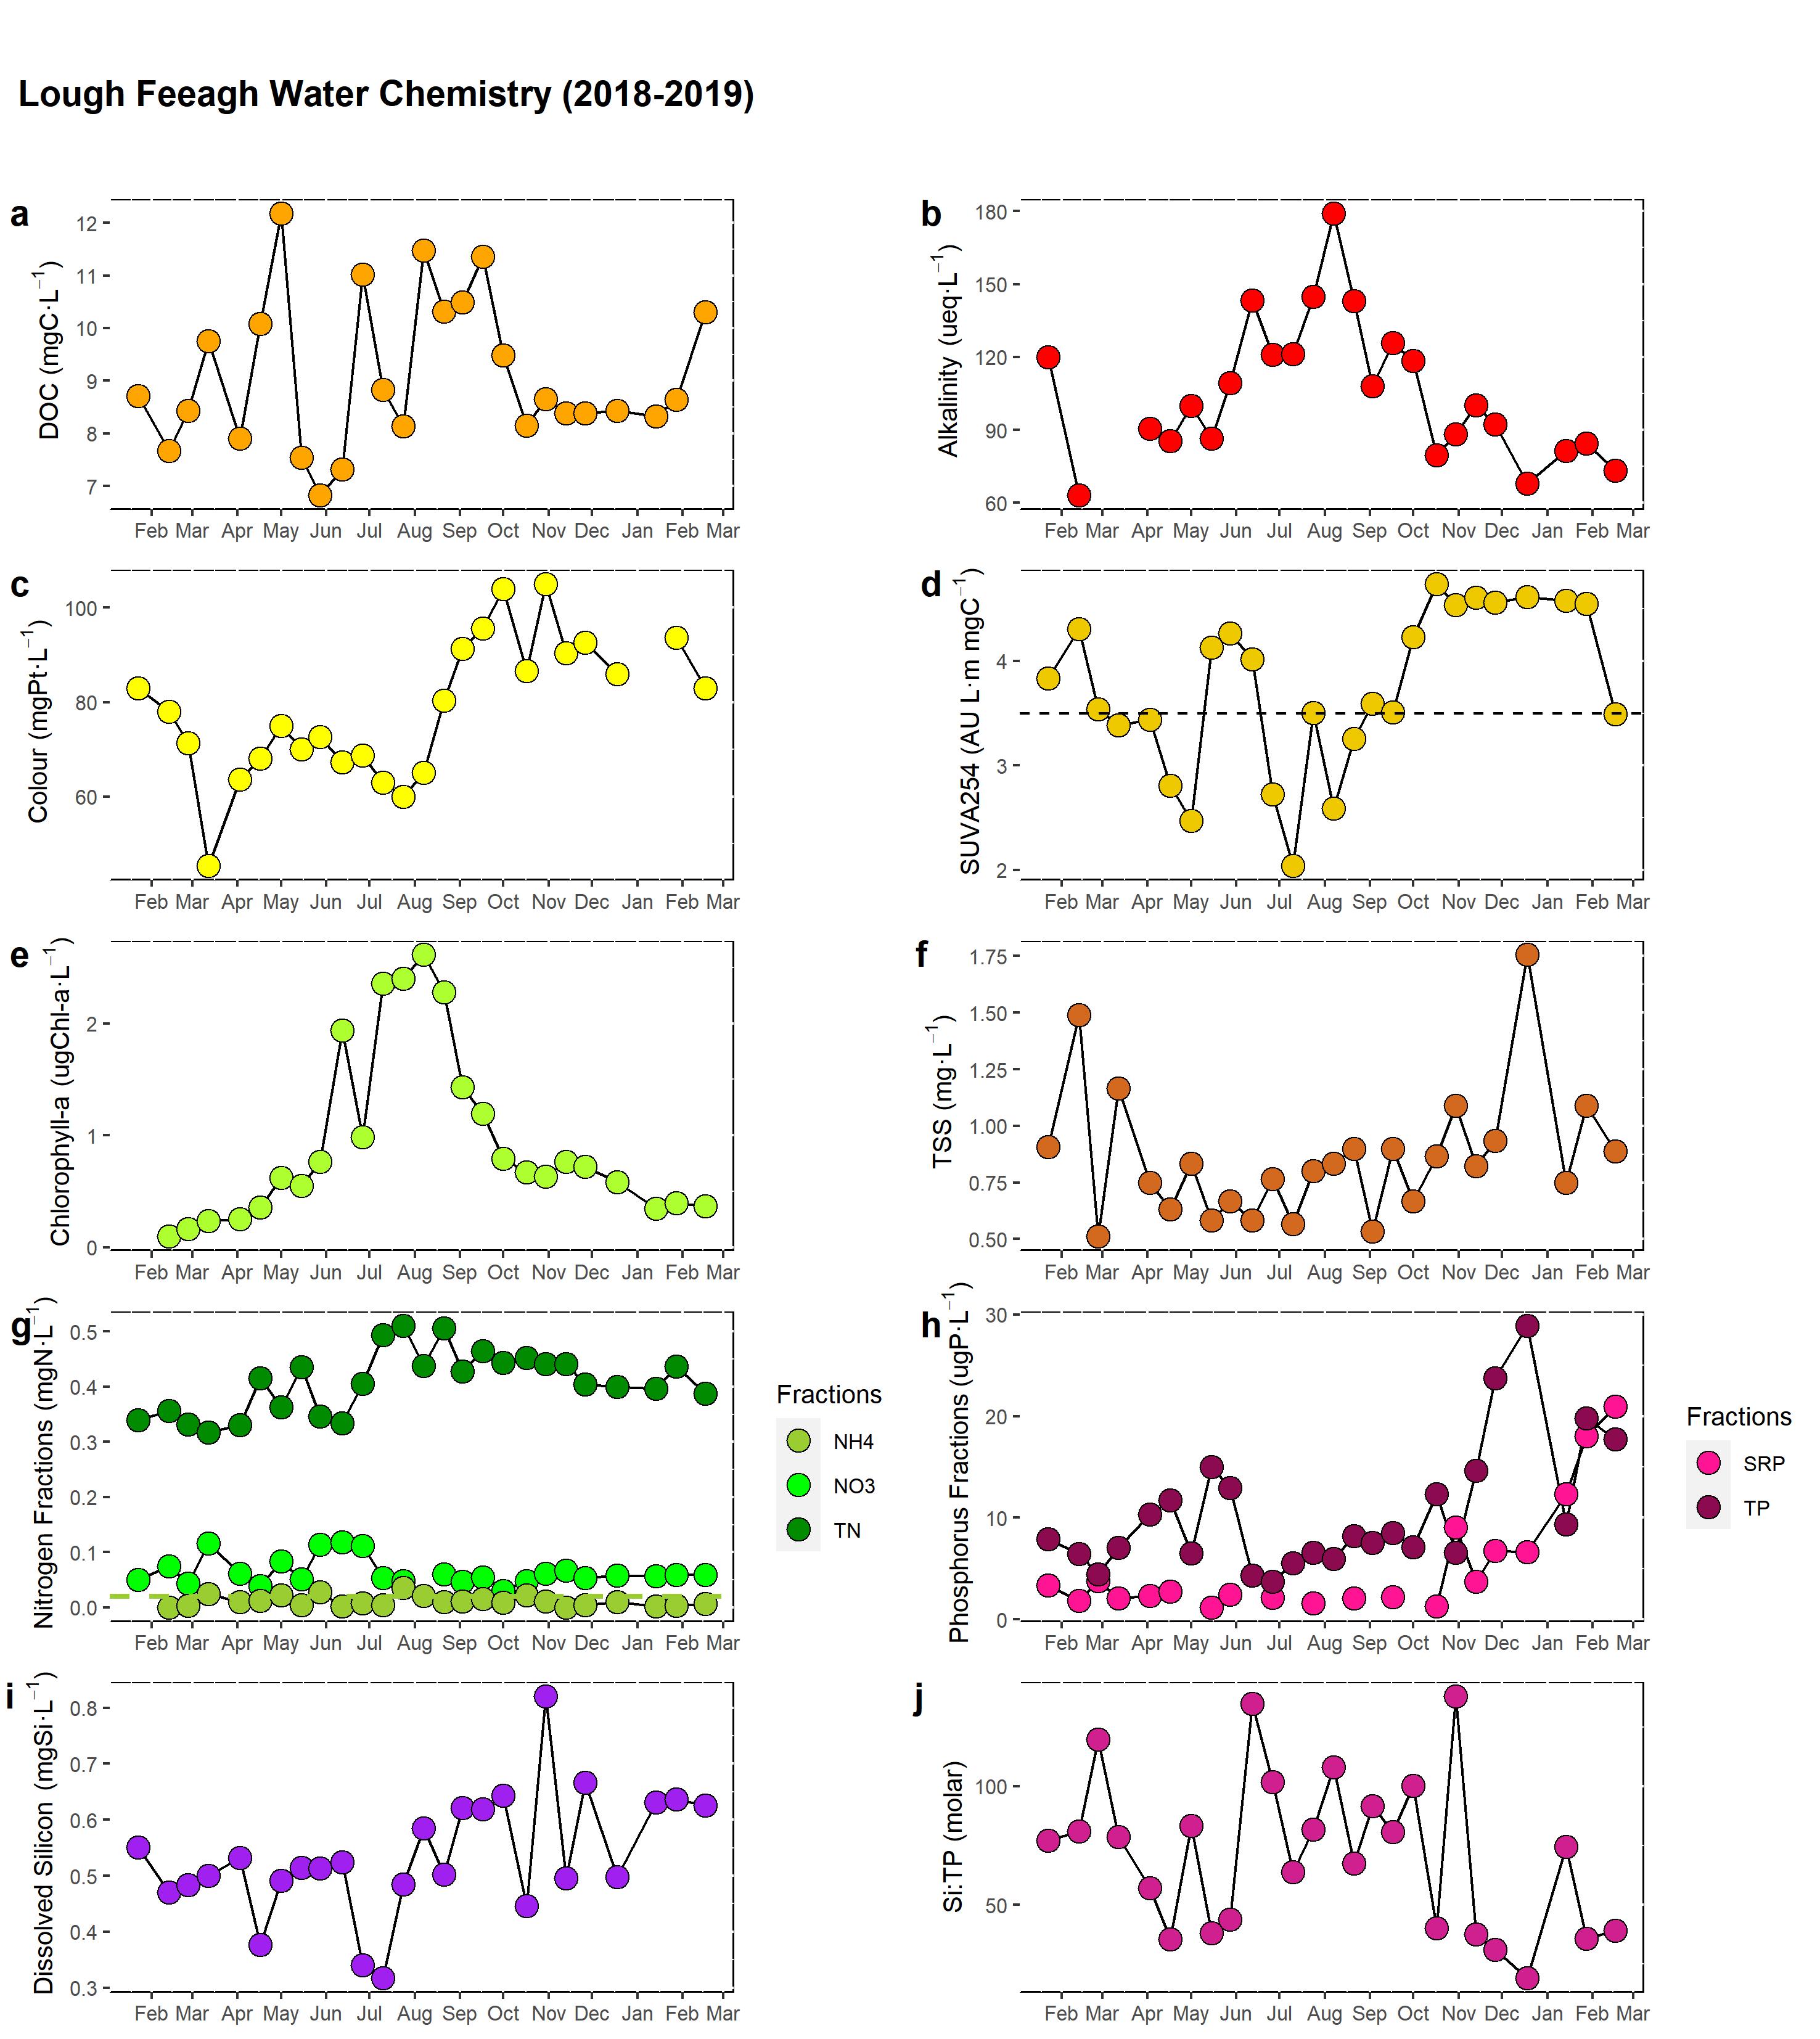 Lough Feeagh Water Chemistry (2018-2019)
a
DOC (mgC·L⁻¹)
12
11
10
9
8
7
Feb Mar Apr May Jun Jul Aug Sep Oct Nov Dec Jan Feb Mar
b
Alkalinity (ueq·L⁻¹)
180
150
120
90
60
Feb Mar Apr May Jun Jul Aug Sep Oct Nov Dec Jan Feb Mar
c
Colour (mgPt·L⁻¹)
100
80
60
Feb Mar Apr May Jun Jul Aug Sep Oct Nov Dec Jan Feb Mar
d
SUVA254 (AU L·m mgC⁻¹)
4
3
2
Feb Mar Apr May Jun Jul Aug Sep Oct Nov Dec Jan Feb Mar
e
Chlorophyll-a (ugChl-a·L⁻¹)
2
1
0
Feb Mar Apr May Jun Jul Aug Sep Oct Nov Dec Jan Feb Mar
f
TSS (mg·L⁻¹)
1.75
1.50
1.25
1.00
0.75
0.50
Feb Mar Apr May Jun Jul Aug Sep Oct Nov Dec Jan Feb Mar
g
Nitrogen Fractions (mgN·L⁻¹)
0.5
0.4
0.3
0.2
0.1
0.0
Feb Mar Apr May Jun Jul Aug Sep Oct Nov Dec Jan Feb Mar
Fractions
NH4
NO3
TN
h
Phosphorus Fractions (ugP·L⁻¹)
30
20
10
0
Feb Mar Apr May Jun Jul Aug Sep Oct Nov Dec Jan Feb Mar
Fractions
SRP
TP
i
Dissolved Silicon (mgSi·L⁻¹)
0.8
0.7
0.6
0.5
0.4
0.3
Feb Mar Apr May Jun Jul Aug Sep Oct Nov Dec Jan Feb Mar
j
Si:TP (molar)
100
50
Feb Mar Apr May Jun Jul Aug Sep Oct Nov Dec Jan Feb Mar